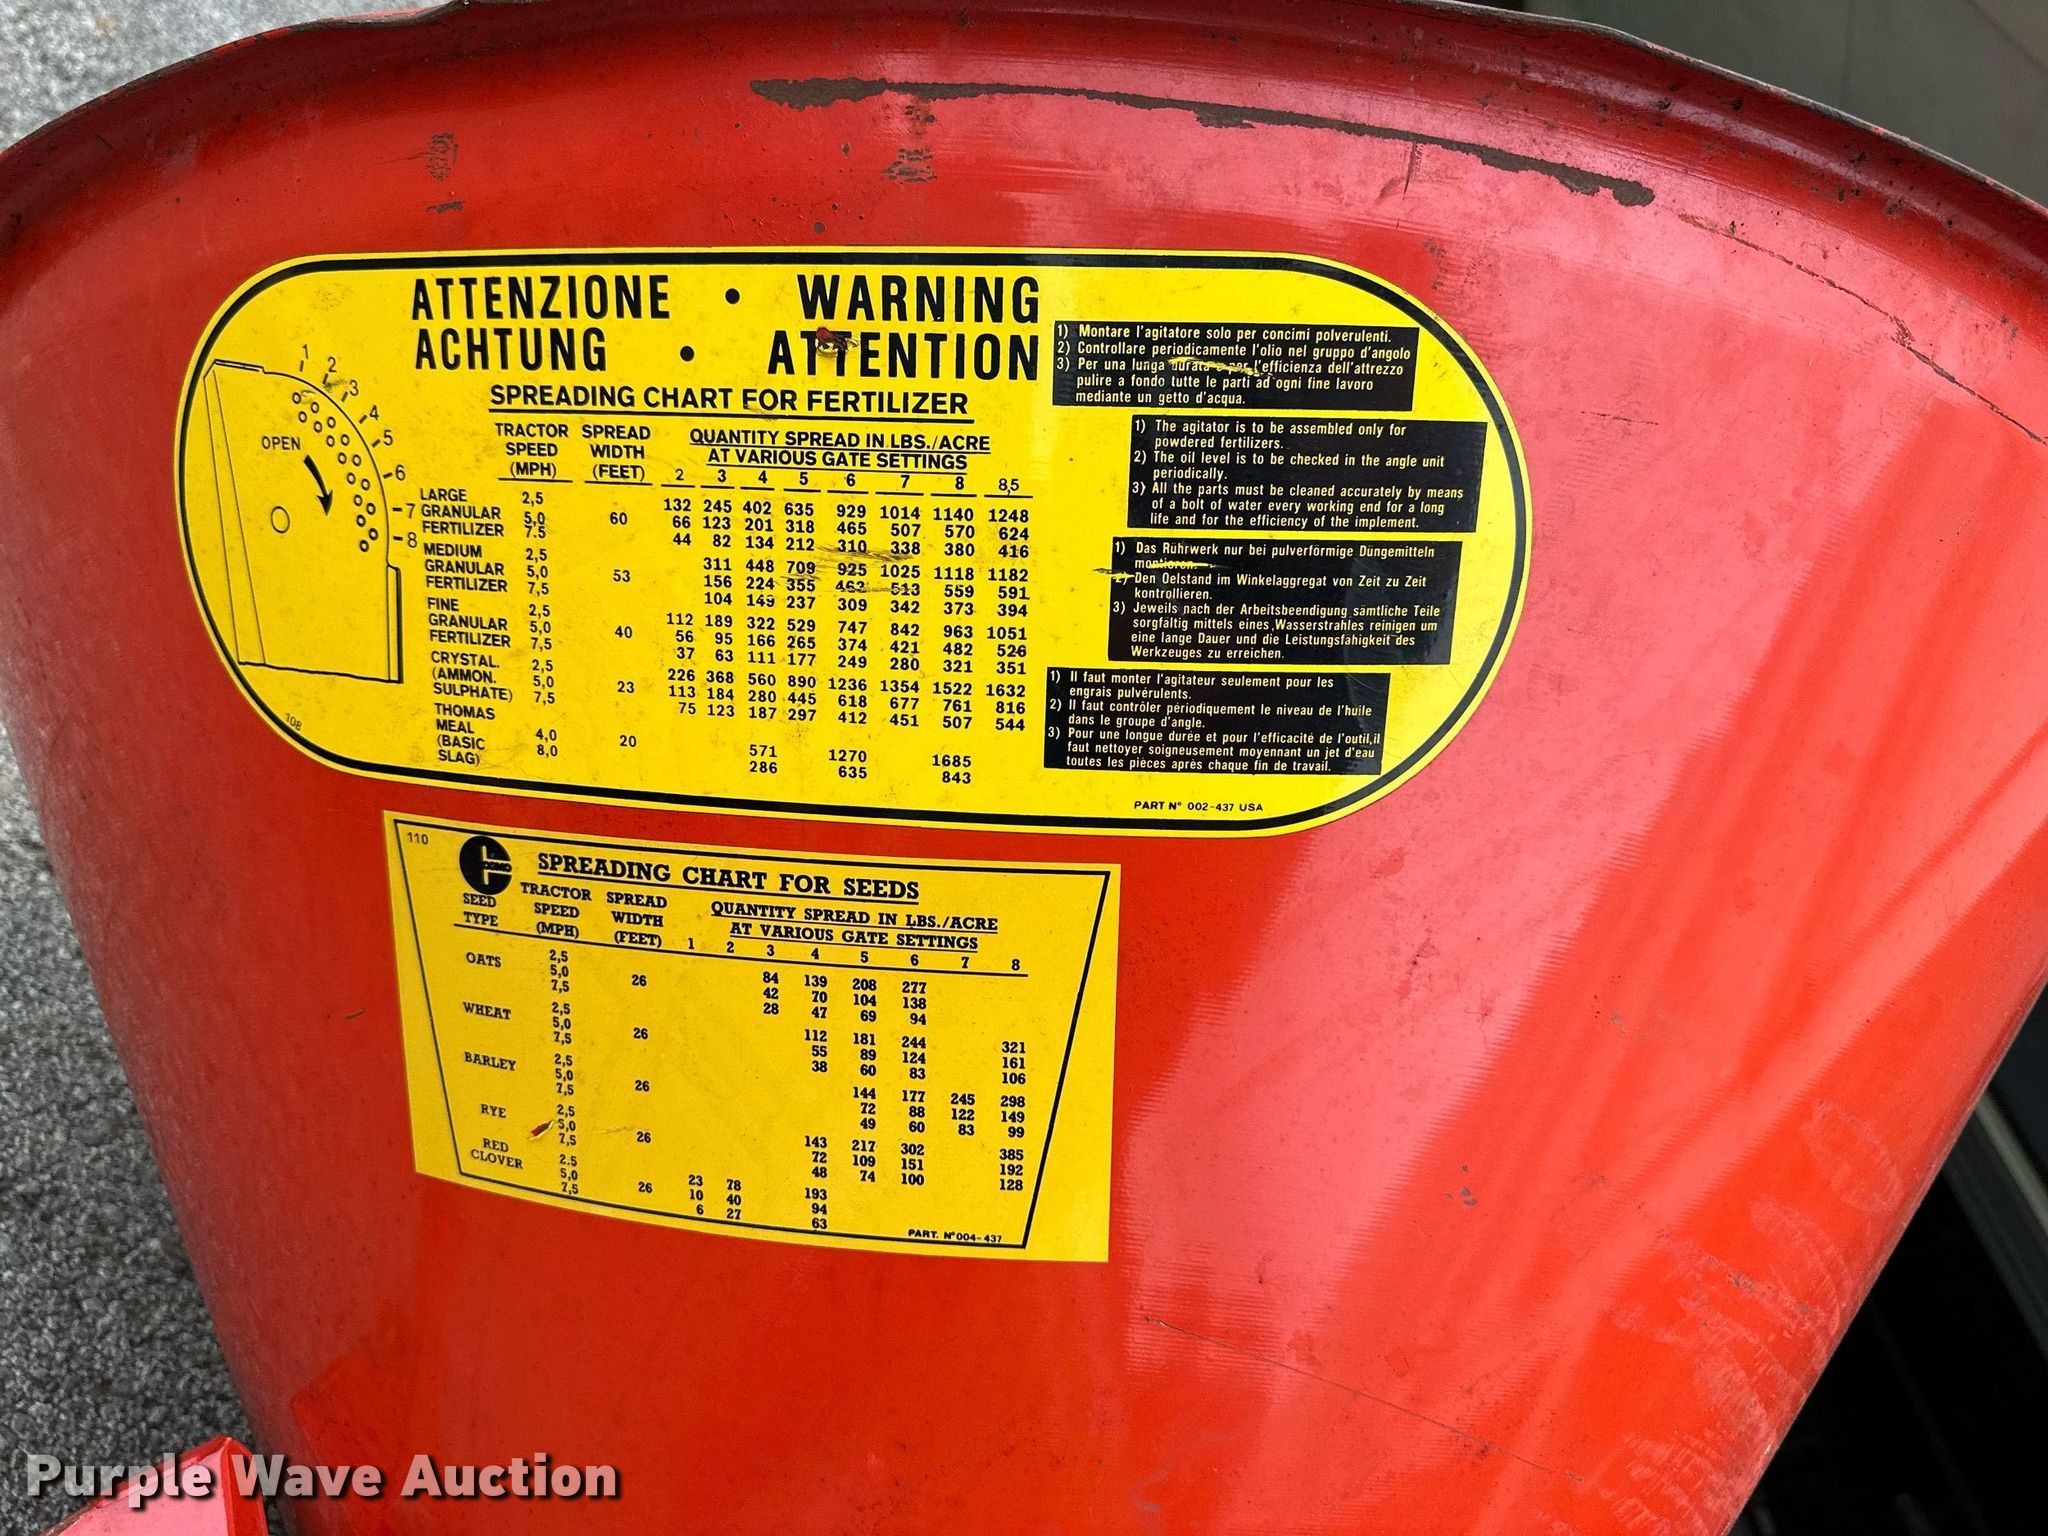 ATTENZIONE • WARNING
ACHTUNG • ATTENTION
SPREADING CHART FOR FERTILIZER
1
2
3
4
5
6
7
8
OPEN
108
TRACTOR SPEED (MPH) SPREAD WIDTH (FEET) QUANTITY SPREAD IN LBS./ACRE
AT VARIOUS GATE SETTINGS
2 3 4 5 6 7 8 8,5
LARGE 2,5 132 245 402 635 929 1014 1140 1248
GRANULAR 5,0 60 66 123 201 318 465 507 570 624
FERTILIZER 7.5 44 82 134 212 310 338 380 416
MEDIUM 2,5 311 448 709 925 1025 1118 1182
GRANULAR 5,0 53 156 224 355 463 513 559 591
FERTILIZER 7,5 104 149 237 309 342 373 394
FINE 2,5 112 189 322 529 747 842 963 1051
GRANULAR 5,0 40 56 95 166 265 374 421 482 526
FERTILIZER 7,5 37 63 111 177 249 280 321 351
CRYSTAL. 2,5 226 368 560 890 1236 1354 1522 1632
(AMMON. 5,0 23 113 184 280 445 618 677 761 816
SULPHATE) 7,5 75 123 187 297 412 451 507 544
THOMAS
MEAL 4,0 20 571 1270 1685
(BASIC 8,0 286 635 843
SLAG)
1) Montare l'agitatore solo per concimi polverulenti.
2) Controllare periodicamente l'olio nel gruppo d'angolo
3) Per una lunga durata e per l'efficienza dell'attrezzo
pulire a fondo tutte le parti ad ogni fine lavoro
mediante un getto d'acqua.
1) The agitator is to be assembled only for
powdered fertilizers.
2) The oil level is to be checked in the angle unit
periodically.
3) All the parts must be cleaned accurately by means
of a bolt of water every working end for a long
life and for the efficiency of the implement.
1) Das Rührwerk nur bei pulverförmige Düngemitteln
montieren.
2) Den Oelstand im Winkelaggregat von Zeit zu Zeit
kontrollieren.
3) Jeweils nach der Arbeitsbeendigung sämtliche Teile
sorgfältig mittels eines Wasserstrahles reinigen um
eine lange Dauer und die Leistungsfähigkeit des
Werkzeuges zu erreichen.
1) Il faut monter l'agitateur seulement pour les
engrais pulvérulents.
2) Il faut contrôler périodiquement le niveau de l'huile
dans le groupe d'angle.
3) Pour une longue durée et pour l'efficacité de l'outil,il
faut nettoyer soigneusement moyennant un jet d'eau
toutes les pièces après chaque fin de travail.
PART N° 002-437 USA
110
SPREADING CHART FOR SEEDS
SEED TYPE TRACTOR SPEED (MPH) SPREAD WIDTH (FEET) QUANTITY SPREAD IN LBS./ACRE
AT VARIOUS GATE SETTINGS
1 2 3 4 5 6 7 8
OATS 2,5 84 139 208 277
5,0 26 42 70 104 138
7,5 28 47 69 94
WHEAT 2,5 112 181 244 321
5,0 26 55 89 124 161
7,5 38 60 83 106
BARLEY 2,5 144 177 245 298
5,0 26 72 88 122 149
7,5 49 60 83 99
RYE 2,5 143 217 302 385
5,0 26 72 109 151 192
7,5 48 74 100 128
RED 2.5 23 78 193
CLOVER 5,0 26 10 40 94
7,5 6 27 63
PART. N° 004-437
Purple Wave Auction